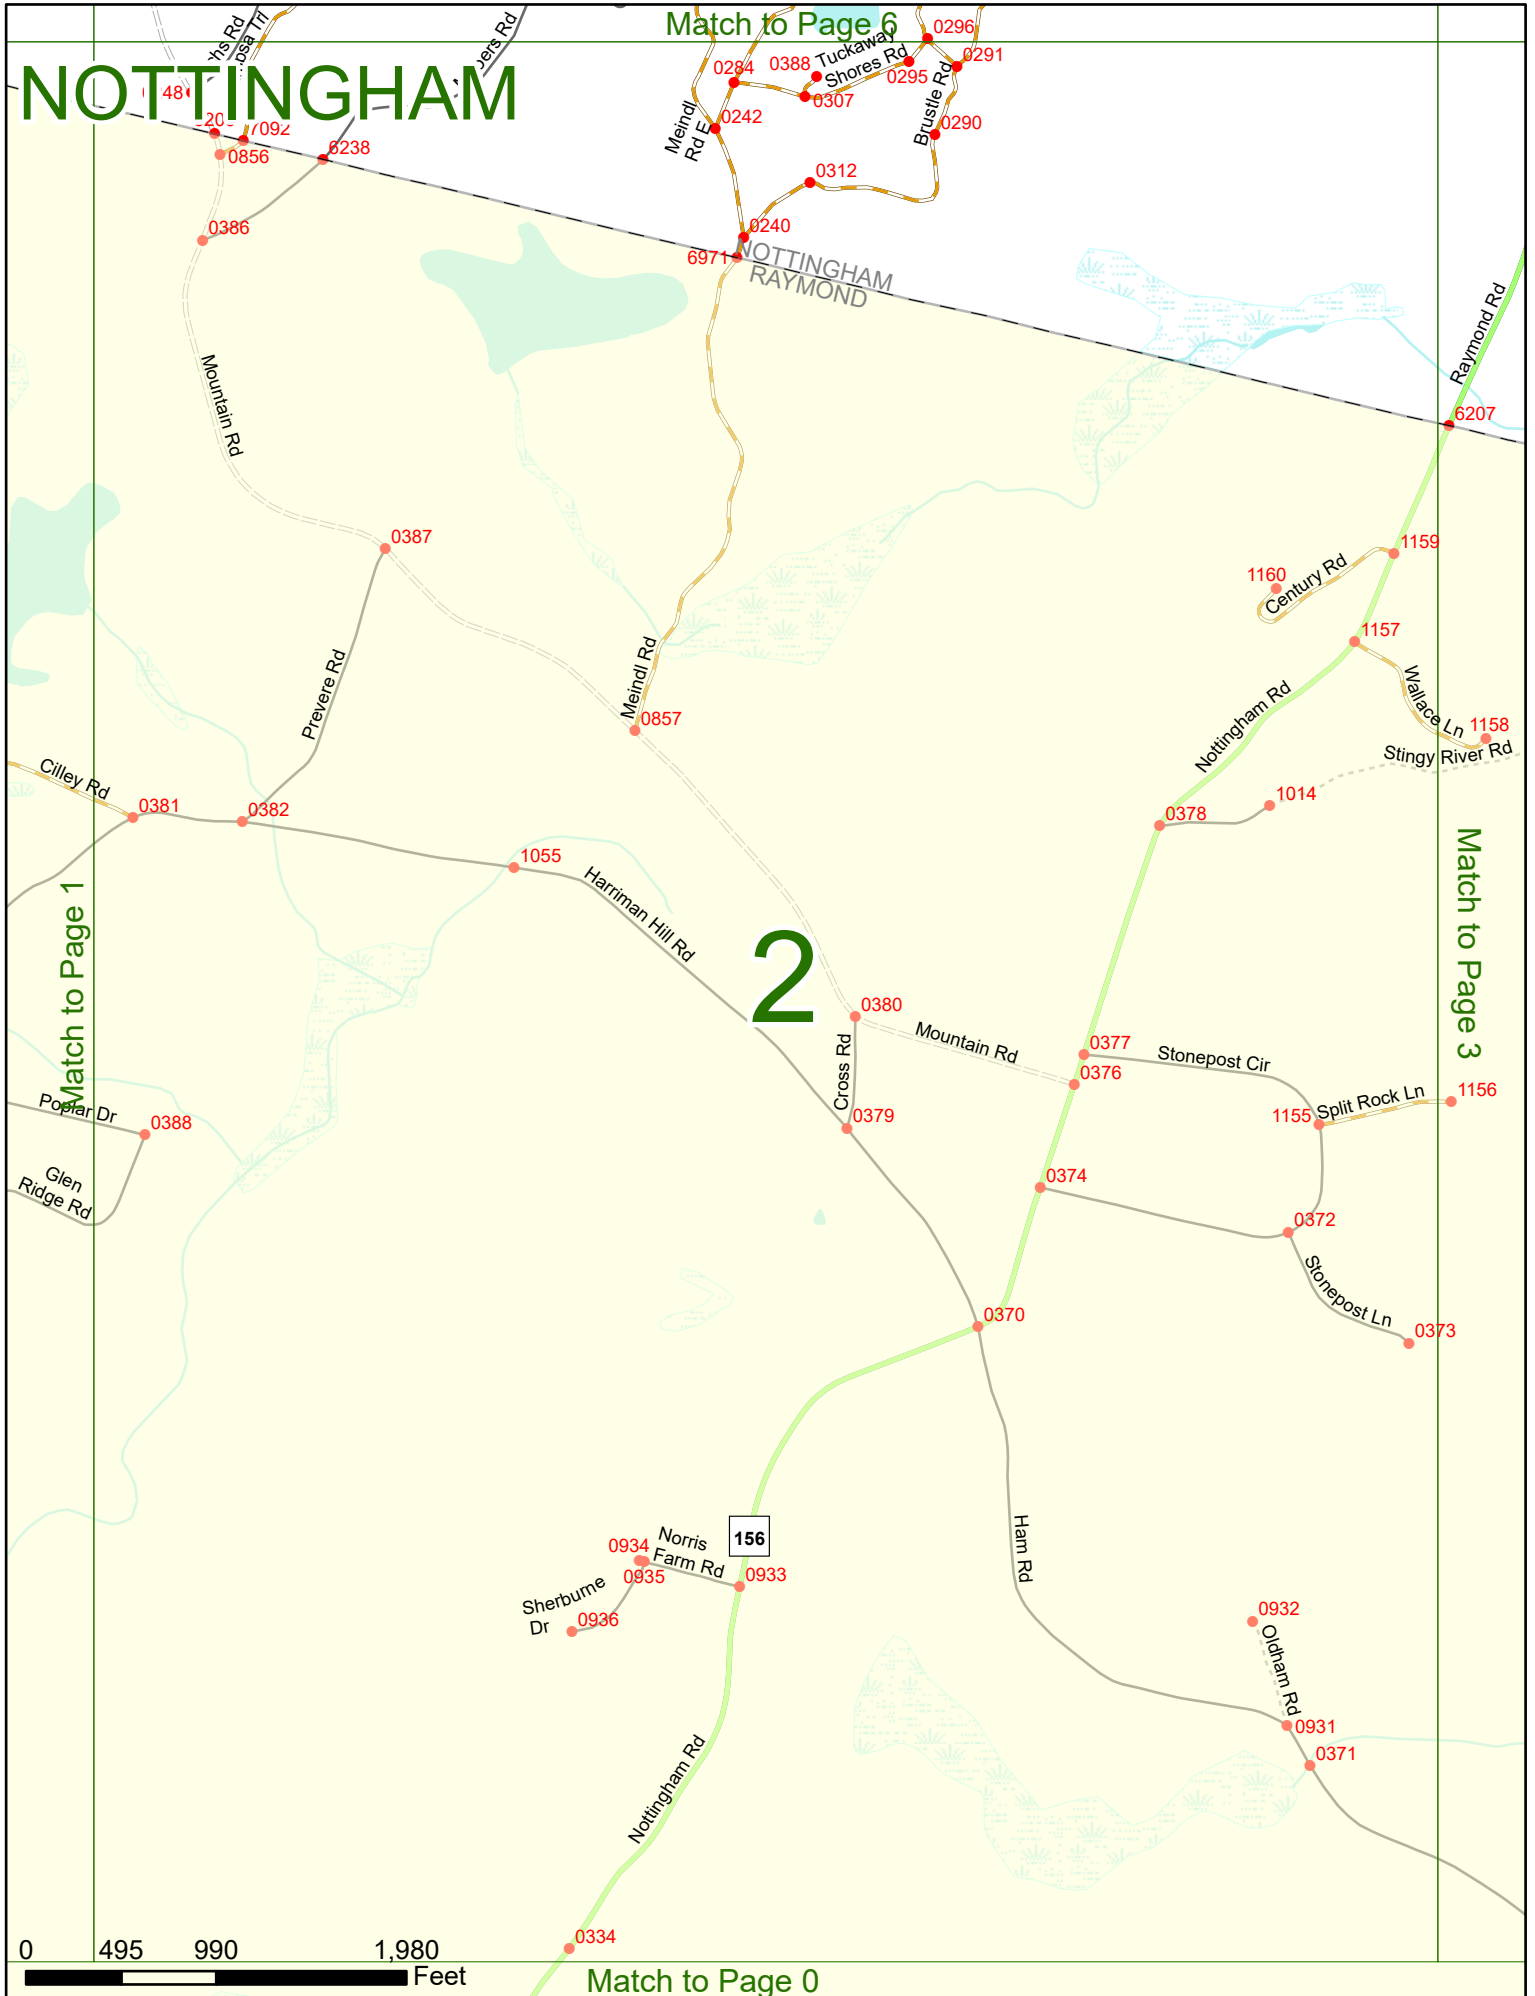 Match to Page 6
NOTTINGHAM
0296
0291
Tuckaway
Shores Rd
0388
0284
0295
0307
Brustle Rd
48
Meindl
Rd E
0242
0290
7092
6238
0856
0312
0386
0240
6971
NOTTINGHAM
RAYMOND
Raymond Rd
Mountain Rd
6207
0387
1159
1160
Century Rd
1157
Prevere Rd
Meindl Rd
0857
Nottingham Rd
Wallace Ln
1158
Stingy River Rd
Cilley Rd
0381
0382
1014
0378
1055
Harriman Hill Rd
Match to Page 1
Match to Page 3
2
0380
Mountain Rd
Cross Rd
0377
Stonepost Cir
0376
Poplar Dr
0388
0379
1155
Split Rock Ln
1156
Glen
Ridge Rd
0374
0372
Stonepost Ln
0370
0373
156
Ham Rd
0934
Norris
Farm Rd
0935
0933
Sherburne
Dr
0936
0932
Oldham Rd
0931
0371
Nottingham Rd
0334
0 495 990 1,980
Feet
Match to Page 0